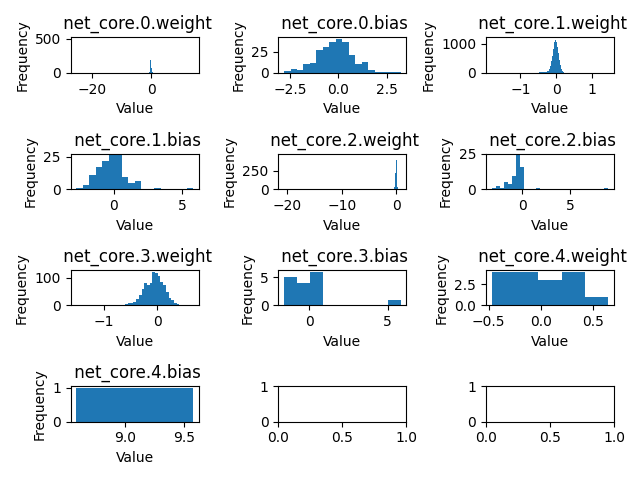 net_core.0.weight
net_core.0.bias
net_core.1.weight
Frequency
500
0
−20
0
Value
Frequency
25
0
−2.5
0.0
2.5
Value
Frequency
1000
0
−1
0
1
Value
net_core.1.bias
net_core.2.weight
net_core.2.bias
Frequency
25
0
0
5
Value
Frequency
250
0
−20
−10
0
Value
Frequency
25
0
0
5
Value
net_core.3.weight
net_core.3.bias
net_core.4.weight
Frequency
100
0
−1
0
Value
Frequency
5
0
0
5
Value
Frequency
2.5
0.0
−0.5
0.0
0.5
Value
net_core.4.bias
Frequency
1
0
9.0
9.5
Value
1
0
0.0
0.5
1.0
1
0
0.0
0.5
1.0